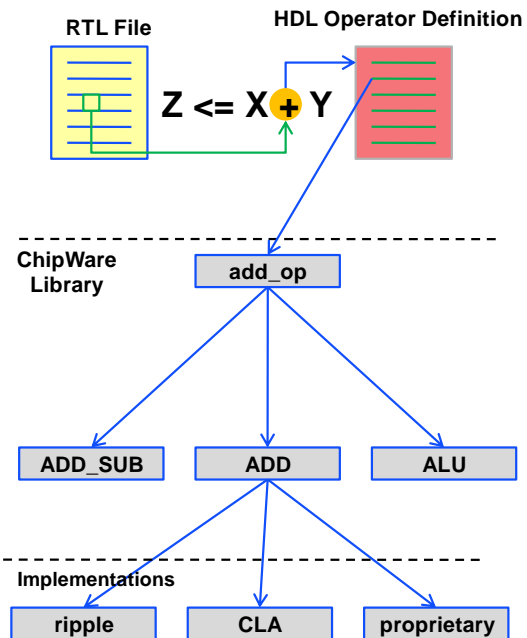 RTL File
HDL Operator Definition
Z <= X + Y
ChipWare
Library
add_op
ADD_SUB
ADD
ALU
Implementations
ripple
CLA
proprietary